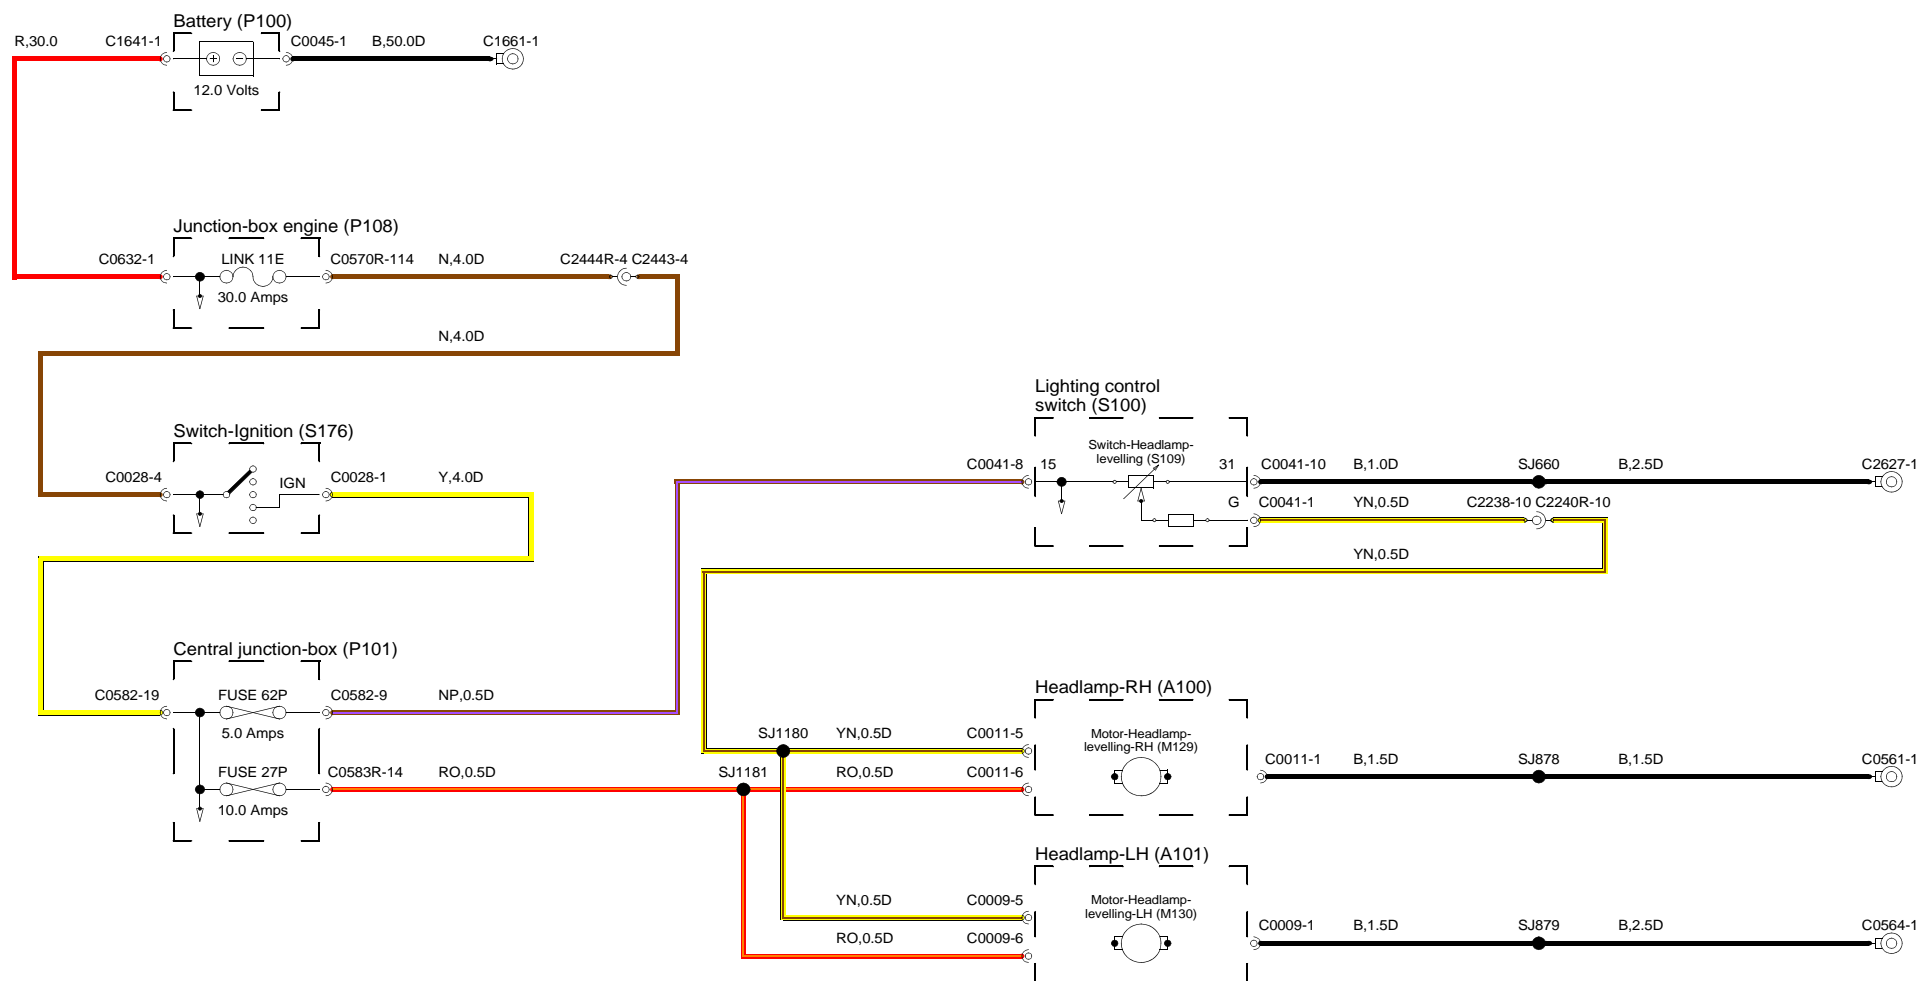 Battery (P100)
R,30.0 C1641-1 C0045-1 B,50.0D C1661-1
12.0 Volts
Junction-box engine (P108)
C0632-1 LINK 11E C0570R-114 N,4.0D C2444R-4 C2443-4
30.0 Amps
N,4.0D
Lighting control
switch (S100)
Switch-Ignition (S176)
Switch-Headlamp-
levelling (S109)
C0041-8 15 31 C0041-10 B,1.0D SJ660 B,2.5D C2627-1
C0028-4 IGN C0028-1 Y,4.0D
G C0041-1 YN,0.5D C2238-10 C2240R-10
YN,0.5D
Central junction-box (P101)
C0582-19 FUSE 62P C0582-9 NP,0.5D
5.0 Amps
Headlamp-RH (A100)
SJ1180 YN,0.5D C0011-5 Motor-Headlamp-
levelling-RH (M129)
C0011-1 B,1.5D SJ878 B,1.5D C0561-1
FUSE 27P C0583R-14 RO,0.5D SJ1181 RO,0.5D C0011-6
10.0 Amps
Headlamp-LH (A101)
YN,0.5D C0009-5 Motor-Headlamp-
levelling-LH (M130)
C0009-1 B,1.5D SJ879 B,2.5D C0564-1
RO,0.5D C0009-6